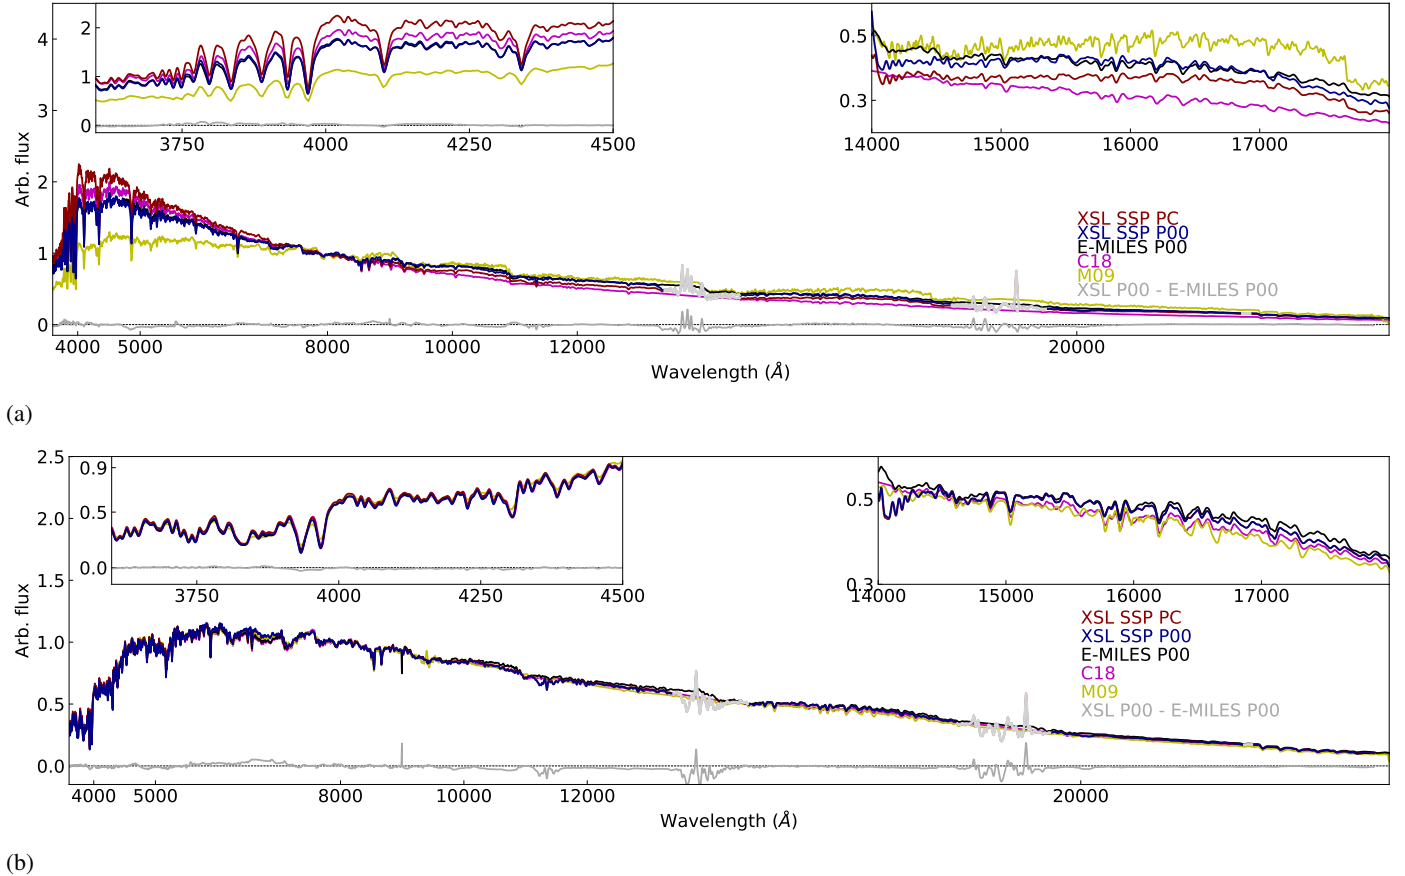 2
1
0
3750
4000
4250
4500
0.5
0.3
14000
15000
16000
17000
4
3
2
1
0
Arb. flux
XSL SSP PC
XSL SSP P00
E-MILES P00
C18
M09
XSL P00 - E-MILES P00
4000
5000
8000
10000
12000
20000
Wavelength (Å)
(a)
0.9
0.5
0.0
3750
4000
4250
4500
0.5
0.3
14000
15000
16000
17000
2.5
2.0
1.5
1.0
0.5
0.0
Arb. flux
XSL SSP PC
XSL SSP P00
E-MILES P00
C18
M09
XSL P00 - E-MILES P00
4000
5000
8000
10000
12000
20000
Wavelength (Å)
(b)